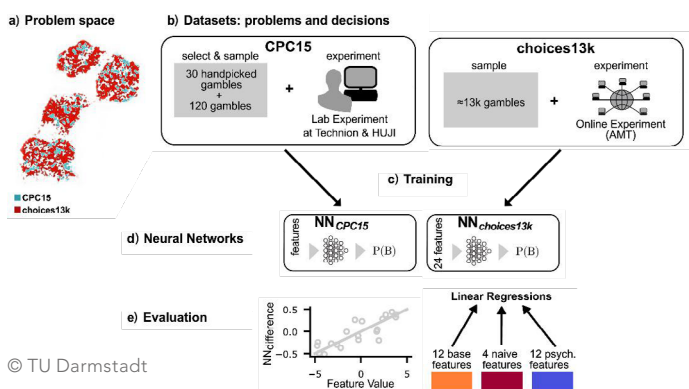 a) Problem space
b) Datasets: problems and decisions
CPC15
select & sample
30 handpicked
gambles
+
120 gambles
+
experiment
Lab Experiment
at Technion & HUJI
choices13k
sample
≈13k gambles
+
experiment
Online Experiment
(AMT)
CPC15
choices13k
c) Training
d) Neural Networks
NNCPC15
features
P(B)
NNchoices13k
24 features
P(B)
e) Evaluation
NNdifference
0.5
0.0
−0.5
−5
0
5
Feature Value
Linear Regressions
12 base
features
4 naive
features
12 psych.
features
© TU Darmstadt